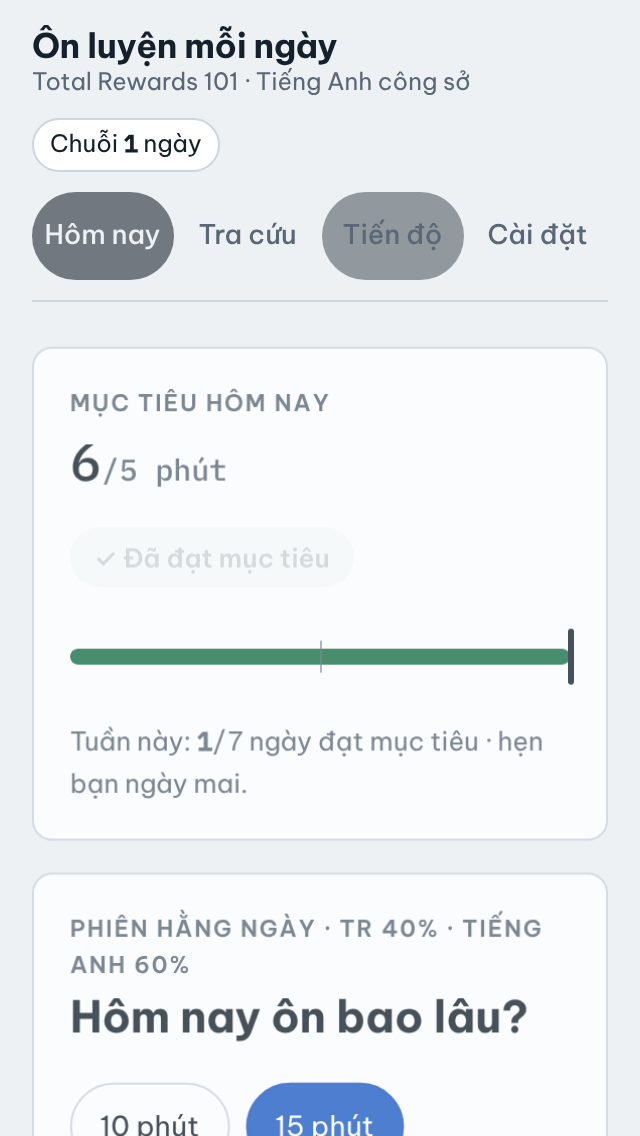 Ôn luyện mỗi ngày
Total Rewards 101 · Tiếng Anh công sở
Chuỗi 1 ngày
Hôm nay
Tra cứu
Tiến độ
Cài đặt
MỤC TIÊU HÔM NAY
6/5 phút
✓ Đã đạt mục tiêu
Tuần này: 1/7 ngày đạt mục tiêu · hẹn
bạn ngày mai.
PHIÊN HẰNG NGÀY · TR 40% · TIẾNG
ANH 60%
Hôm nay ôn bao lâu?
10 phút
15 phút